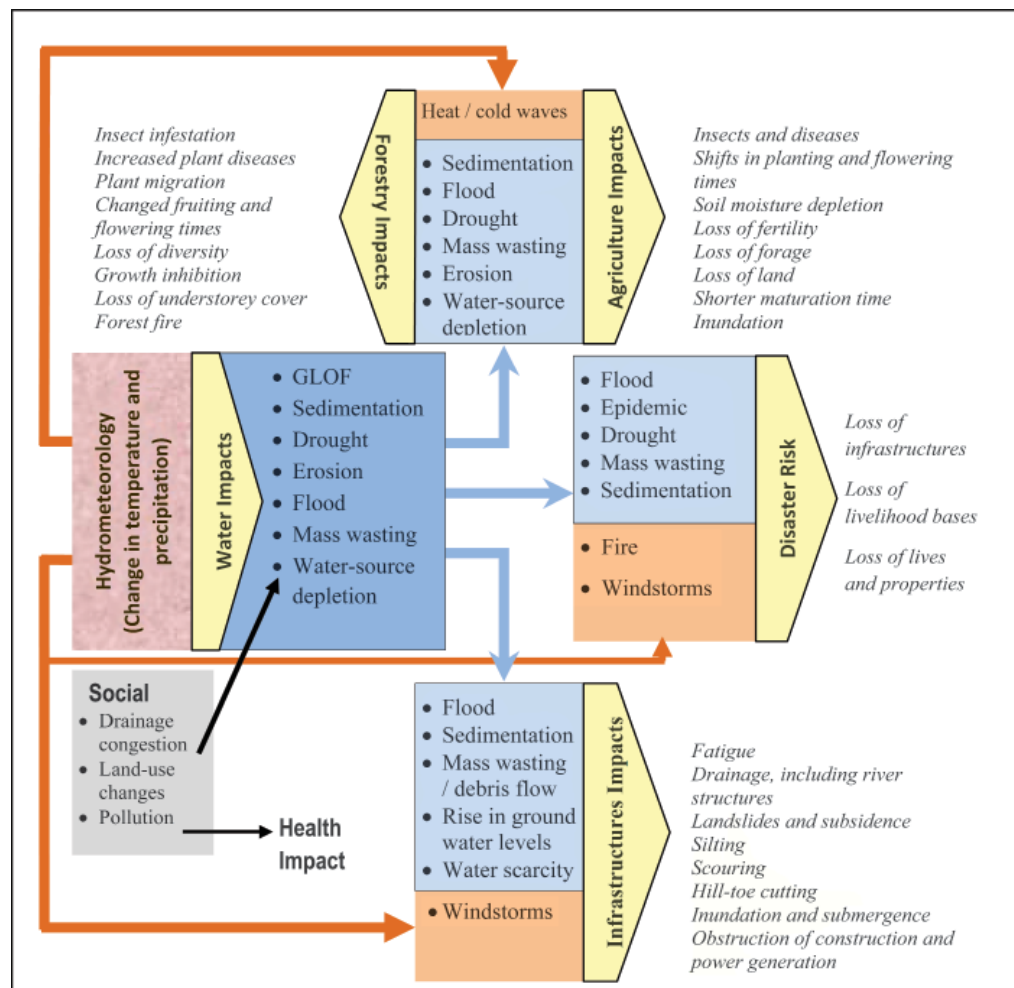 Heat / cold waves
Forestry Impacts
• Sedimentation
• Flood
• Drought
• Mass wasting
• Erosion
• Water-source
depletion
Agriculture Impacts
Insect infestation
Increased plant diseases
Plant migration
Changed fruiting and
flowering times
Loss of diversity
Growth inhibition
Loss of understorey cover
Forest fire
Insects and diseases
Shifts in planting and flowering
times
Soil moisture depletion
Loss of fertility
Loss of forage
Loss of land
Shorter maturation time
Inundation
Hydrometeorology
(Change in temperature and
precipitation)
Water Impacts
• GLOF
• Sedimentation
• Drought
• Erosion
• Flood
• Mass wasting
• Water-source
depletion
• Flood
• Epidemic
• Drought
• Mass wasting
• Sedimentation
• Fire
• Windstorms
Disaster Risk
Loss of
infrastructures
Loss of
livelihood bases
Loss of lives
and properties
Social
• Drainage
congestion
• Land-use
changes
• Pollution
Health
Impact
• Flood
• Sedimentation
• Mass wasting
/ debris flow
• Rise in ground
water levels
• Water scarcity
• Windstorms
Infrastructures Impacts
Fatigue
Drainage, including river
structures
Landslides and subsidence
Silting
Scouring
Hill-toe cutting
Inundation and submergence
Obstruction of construction and
power generation